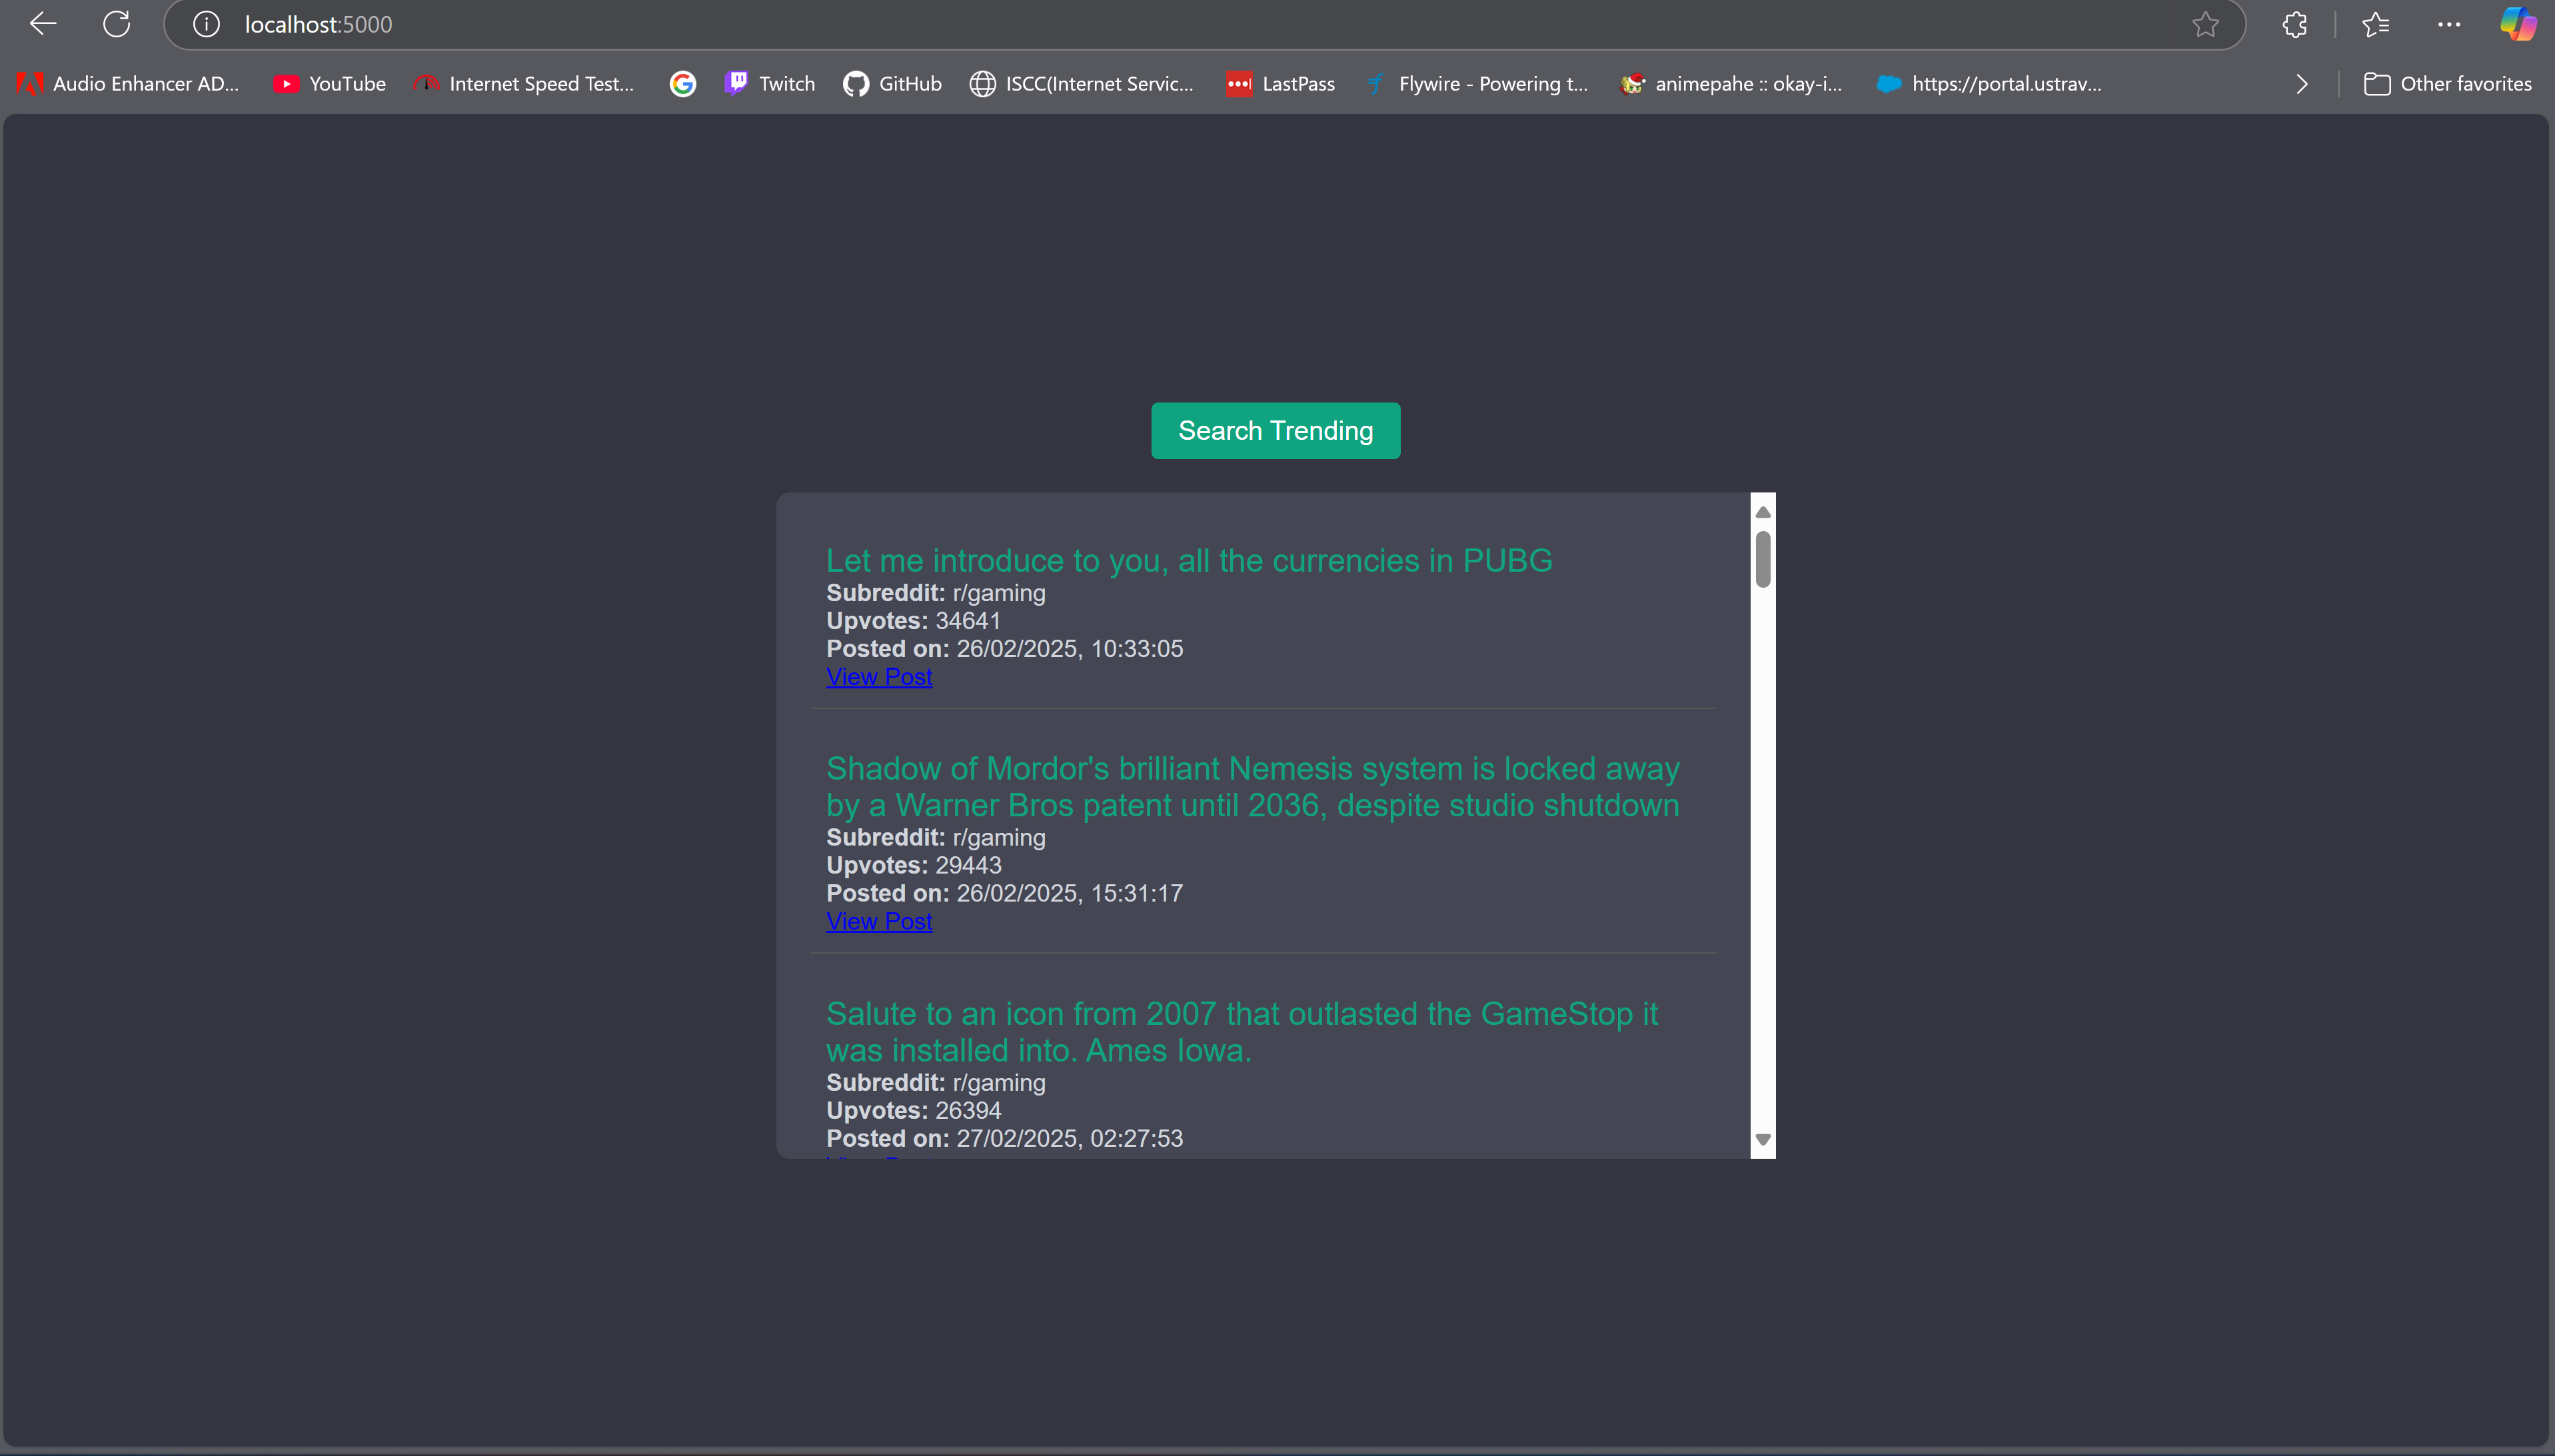 localhost:5000
Audio Enhancer AD... YouTube Internet Speed Test... Twitch GitHub ISCC(Internet Servic... LastPass Flywire - Powering t... animepahe :: okay-i... https://portal.ustrav... Other favorites
Search Trending
Let me introduce to you, all the currencies in PUBG
Subreddit: r/gaming
Upvotes: 34641
Posted on: 26/02/2025, 10:33:05
View Post
Shadow of Mordor's brilliant Nemesis system is locked away
by a Warner Bros patent until 2036, despite studio shutdown
Subreddit: r/gaming
Upvotes: 29443
Posted on: 26/02/2025, 15:31:17
View Post
Salute to an icon from 2007 that outlasted the GameStop it
was installed into. Ames Iowa.
Subreddit: r/gaming
Upvotes: 26394
Posted on: 27/02/2025, 02:27:53